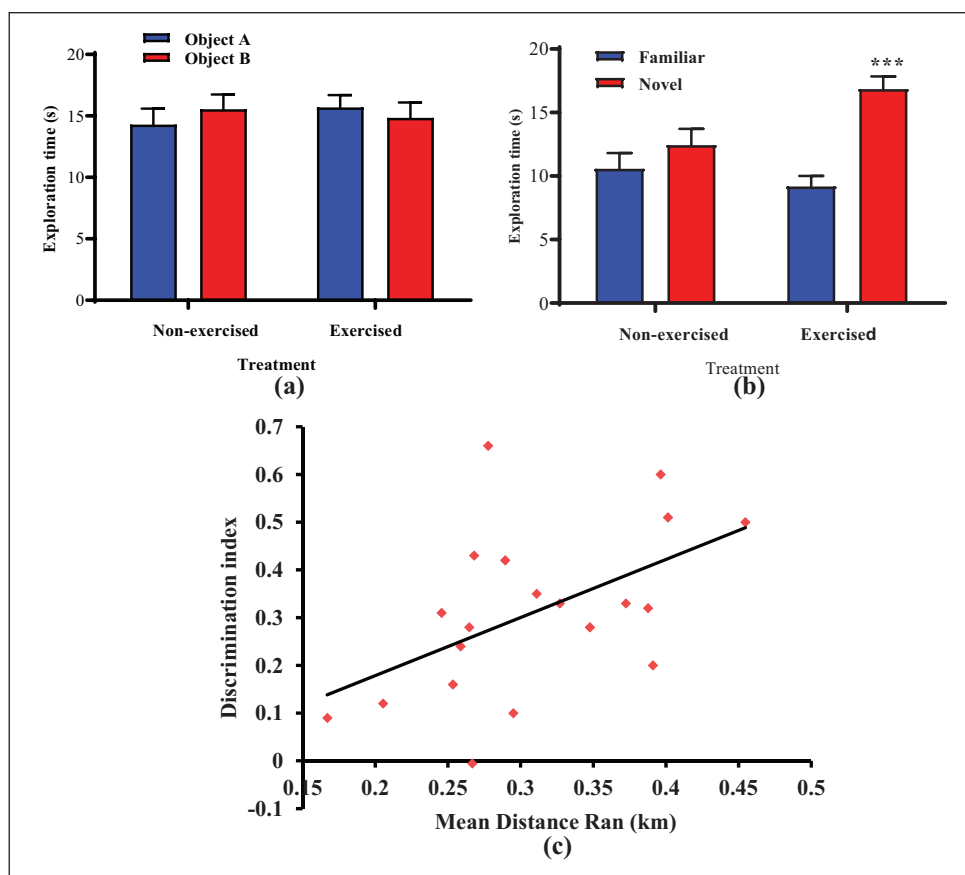 Object A
Object B
20
15
10
5
0
Exploration time (s)
Non-exercised Exercised
Treatment
(a)
Familiar
Novel
***
20
15
10
5
0
Exploration time (s)
Non-exercised Exercised
Treatment
(b)
0.7
0.6
0.5
0.4
0.3
0.2
0.1
0
-0.1
Discrimination index
0.15 0.2 0.25 0.3 0.35 0.4 0.45 0.5
Mean Distance Ran (km)
(c)